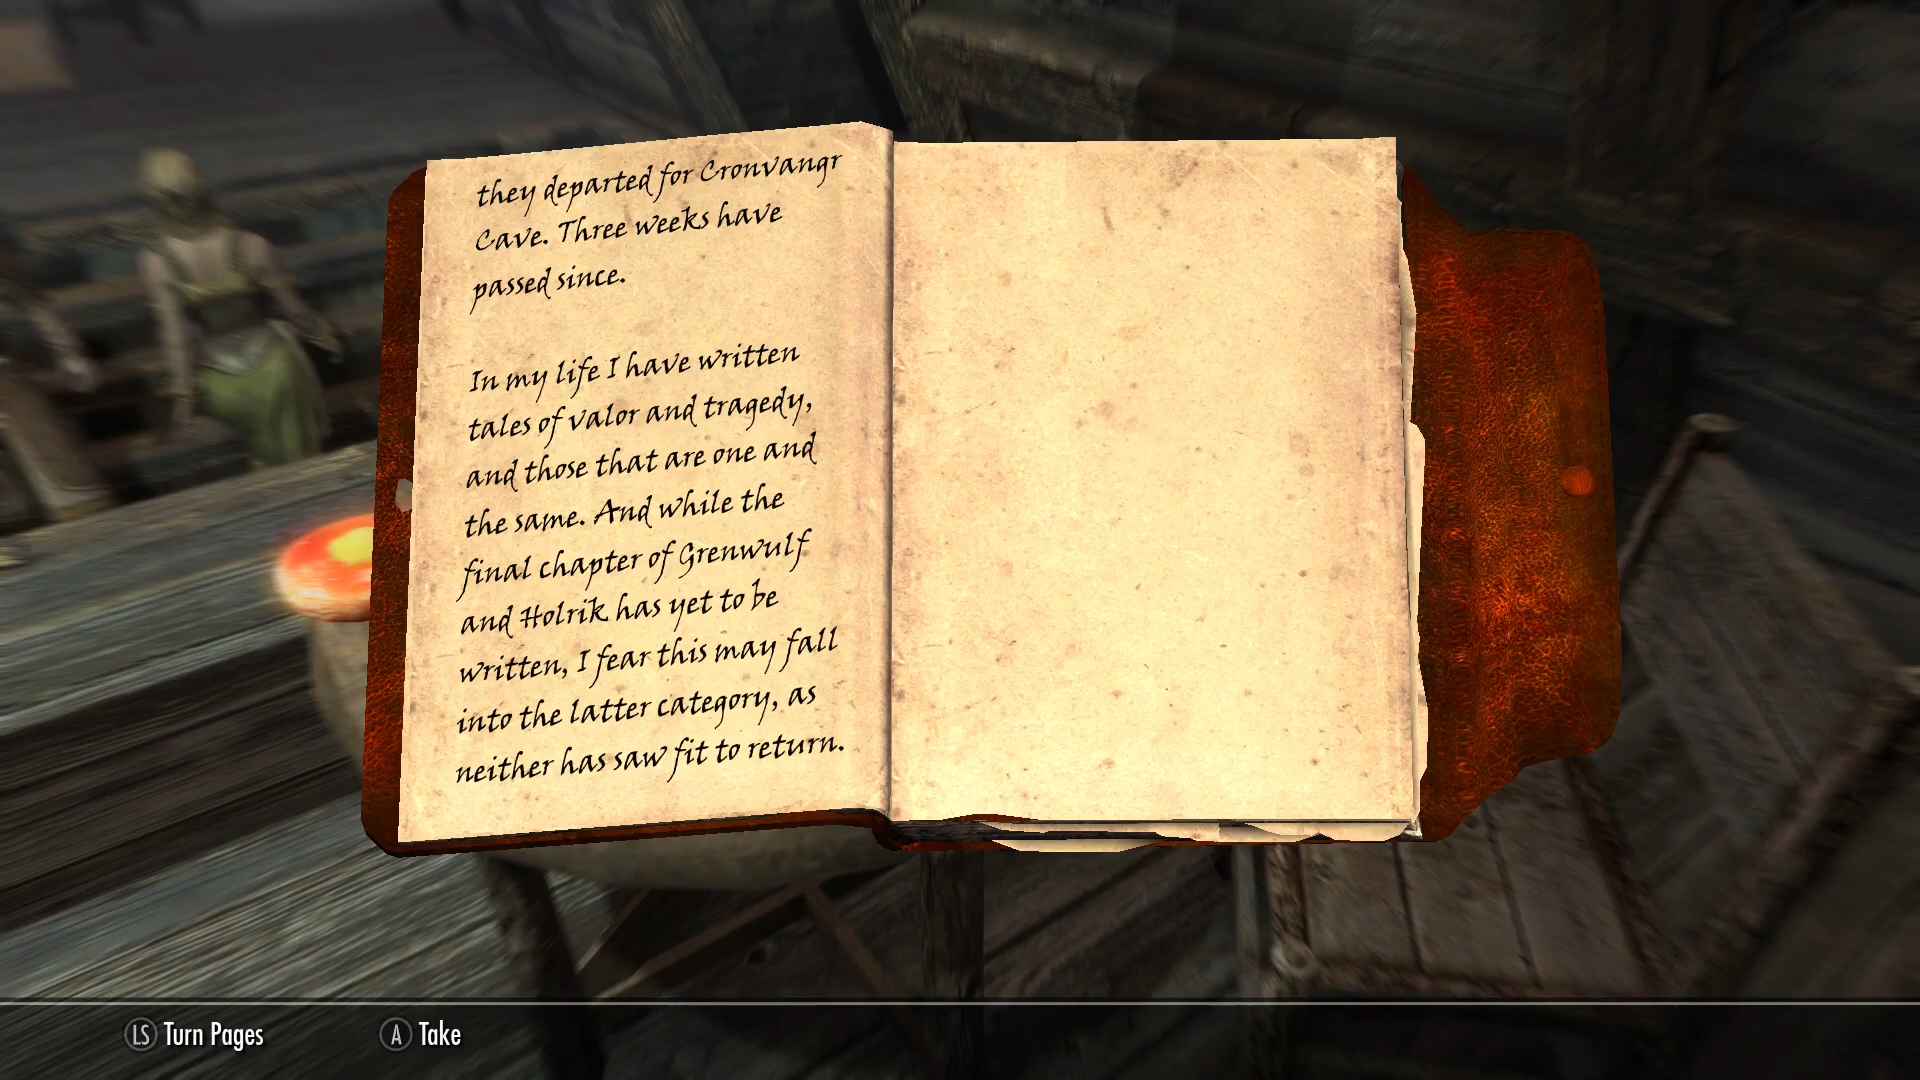 they departed for Cronvangr
Cave. Three weeks have
passed since.
In my life I have written
tales of valor and tragedy,
and those that are one and
the same. And while the
final chapter of Grenwulf
and Holrik has yet to be
written, I fear this may fall
into the latter category, as
neither has saw fit to return.
LS Turn Pages
A Take